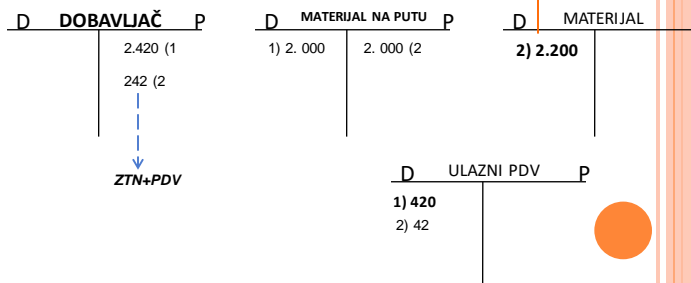 D DOBAVLJAČ P
2.420 (1
242 (2
ZTN+PDV
D MATERIJAL NA PUTU P
1) 2. 000 2. 000 (2
D MATERIJAL
2) 2.200
D ULAZNI PDV P
1) 420
2) 42